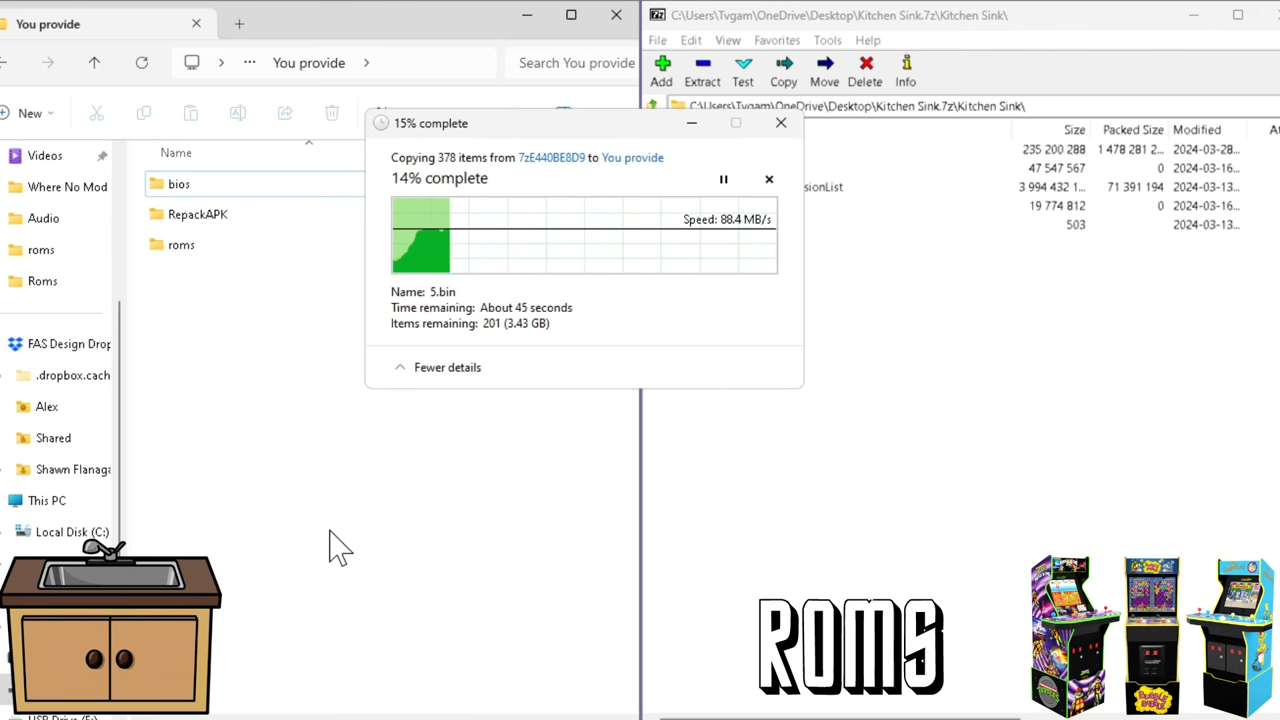 You provide
You provide
Search You provide
New
Videos
Where No Mod
Audio
roms
Roms
FAS Design Drop
.dropbox.cach
Alex
Shared
Shawn Flanaga
This PC
Local Disk (C:)
USB Drive (F:)
Name
bios
RepackAPK
roms
15% complete
Copying 378 items from 7zE440BE8D9 to You provide
14% complete
Speed: 88.4 MB/s
Name: 5.bin
Time remaining: About 45 seconds
Items remaining: 201 (3.43 GB)
Fewer details
C:\Users\Tvgam\OneDrive\Desktop\Kitchen Sink.7z\Kitchen Sink\
File Edit View Favorites Tools Help
Add Extract Test Copy Move Delete Info
C:\Users\Tvgam\OneDrive\Desktop\Kitchen Sink.7z\Kitchen Sink\
Size Packed Size Modified
235 200 288 1 478 281 2... 2024-03-28...
47 547 567 0 2024-03-16...
sionList 3 994 432 1... 71 391 194 2024-03-13...
19 774 812 0 2024-03-16...
503 2024-03-13...
ROMS